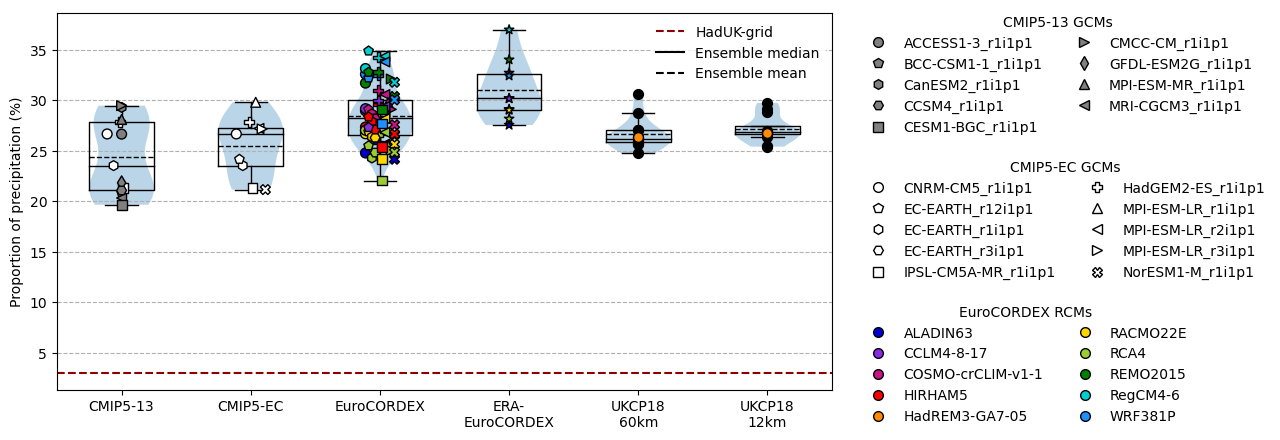 Proportion of precipitation (%)
35
30
25
20
15
10
5
HadUK-grid
Ensemble median
Ensemble mean
CMIP5-13
CMIP5-EC
EuroCORDEX
ERA-
EuroCORDEX
UKCP18
60km
UKCP18
12km
CMIP5-13 GCMs
ACCESS1-3_r1i1p1
BCC-CSM1-1_r1i1p1
CanESM2_r1i1p1
CCSM4_r1i1p1
CESM1-BGC_r1i1p1
CMCC-CM_r1i1p1
GFDL-ESM2G_r1i1p1
MPI-ESM-MR_r1i1p1
MRI-CGCM3_r1i1p1
CMIP5-EC GCMs
CNRM-CM5_r1i1p1
EC-EARTH_r12i1p1
EC-EARTH_r1i1p1
EC-EARTH_r3i1p1
IPSL-CM5A-MR_r1i1p1
HadGEM2-ES_r1i1p1
MPI-ESM-LR_r1i1p1
MPI-ESM-LR_r2i1p1
MPI-ESM-LR_r3i1p1
NorESM1-M_r1i1p1
EuroCORDEX RCMs
ALADIN63
CCLM4-8-17
COSMO-crCLIM-v1-1
HIRHAM5
HadREM3-GA7-05
RACMO22E
RCA4
REMO2015
RegCM4-6
WRF381P